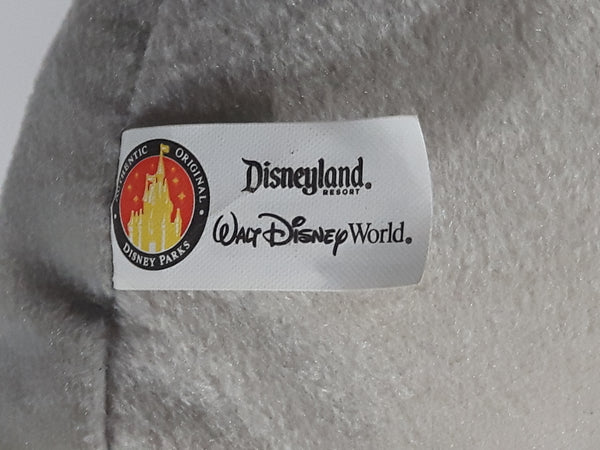 AUTHENTIC ORIGINAL
DISNEY PARKS
Disneyland®
RESORT
WALT DISNEY World®